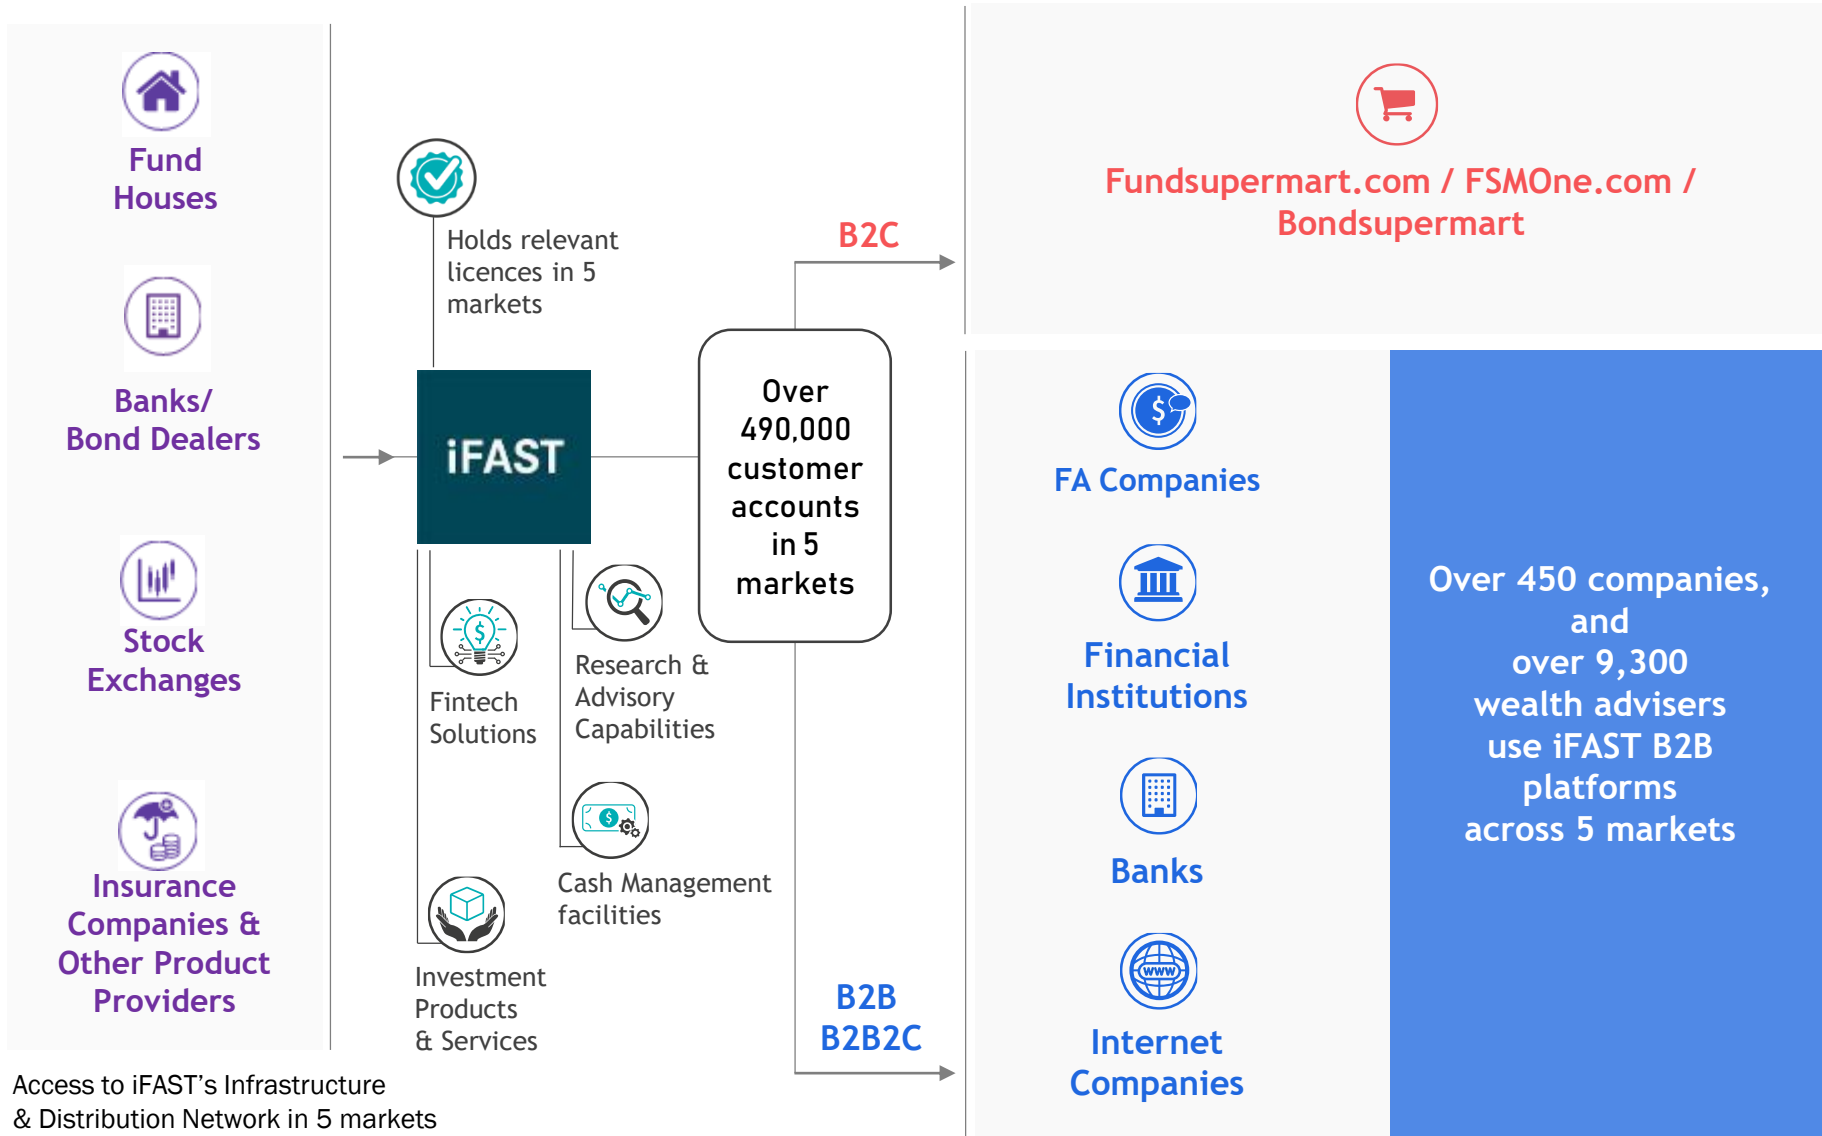 Fund
Houses
Banks/
Bond Dealers
Stock
Exchanges
Insurance
Companies &
Other Product
Providers
Access to iFAST’s Infrastructure
& Distribution Network in 5 markets
Holds relevant
licences in 5
markets
iFAST
$
Fintech
Solutions
Research &
Advisory
Capabilities
$
Cash Management
facilities
Investment
Products
& Services
Over
490,000
customer
accounts
in 5
markets
B2C
B2B
B2B2C
Fundsupermart.com / FSMOne.com /
Bondsupermart
$
FA Companies
Financial
Institutions
Banks
www
Internet
Companies
Over 450 companies,
and
over 9,300
wealth advisers
use iFAST B2B
platforms
across 5 markets